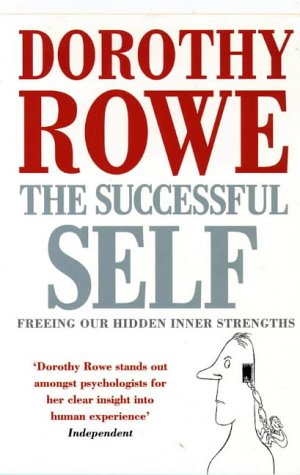 DOROTHY
ROWE
THE SUCCESSFUL
SELF
FREEING OUR HIDDEN INNER STRENGTHS
‘Dorothy Rowe stands out
amongst psychologists for
her clear insight into
human experience’
Independent